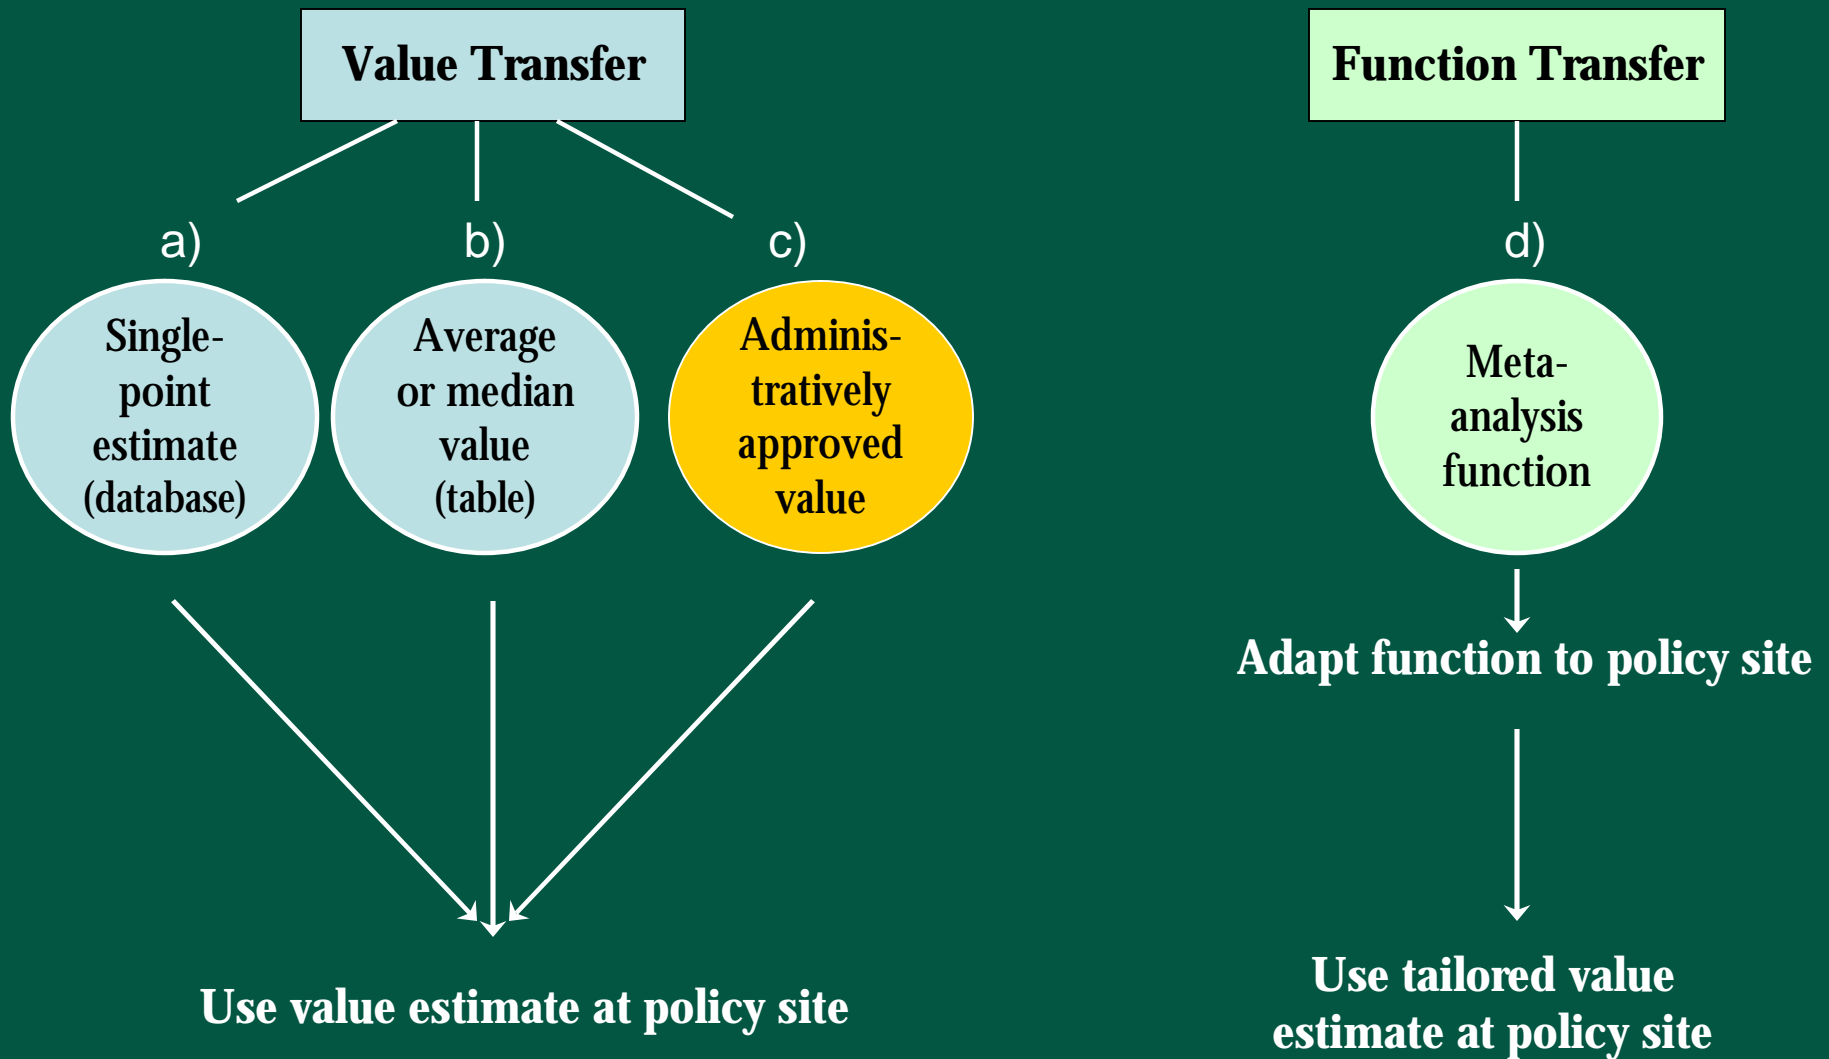 Value Transfer
Function Transfer
a)
b)
c)
d)
Single-
point
estimate
(database)
Average
or median
value
(table)
Adminis-
tratively
approved
value
Meta-
analysis
function
Adapt function to policy site
Use value estimate at policy site
Use tailored value
estimate at policy site